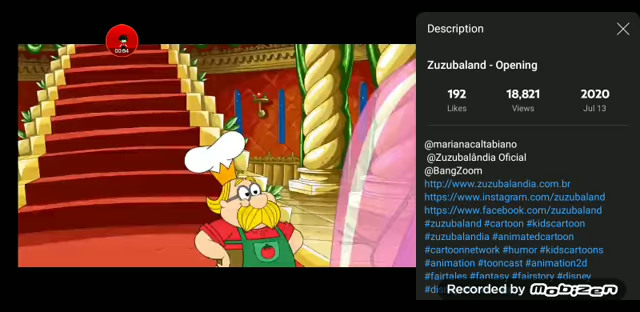 00:54
Description
Zuzubaland - Opening
192
18,821
2020
Likes
Views
Jul 13
@marianacaltabiano
@Zuzubalândia Oficial
@BangZoom
http://www.zuzubalandia.com.br
https://www.instagram.com/zuzubaland
https://www.facebook.com/zuzubaland
#zuzubaland #cartoon #kidscartoon
#zuzubalandia #animatedcartoon
#cartoonnetwork #humor #kidscartoons
#animation #tooncast #animation2d
#fairtales #fantasy #fairstory #disney
Recorded by Mobizen